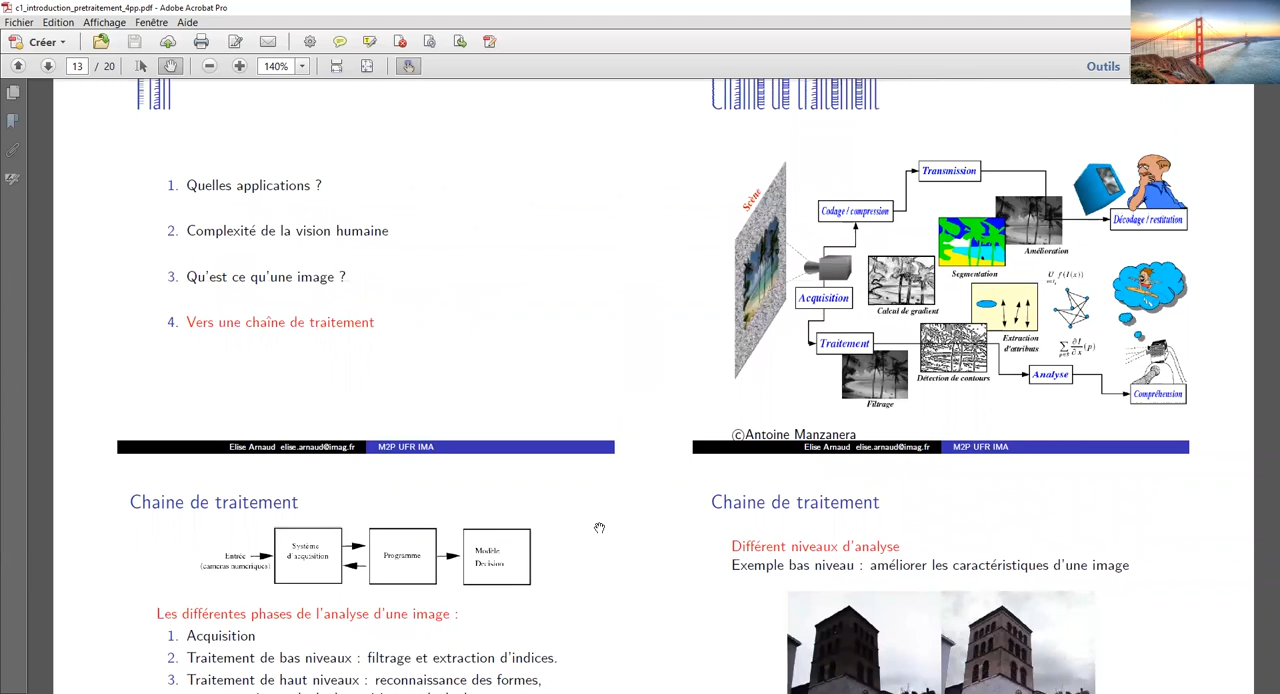 c1_introduction_pretraitement_4pp.pdf - Adobe Acrobat Pro
Fichier Edition Affichage Fenêtre Aide
Créer
13 / 20
140%
Outils
Plan
Chaine de traitement
1. Quelles applications ?
2. Complexité de la vision humaine
3. Qu'est ce qu'une image ?
4. Vers une chaîne de traitement
Scène
Transmission
Codage / compression
Décodage / restitution
Amélioration
Segmentation
Acquisition
Calcul de gradient
Extraction
d'attributs
Traitement
Détection de contours
Analyse
Filtrage
Compréhension
©Antoine Manzanera
Elise Arnaud elise.arnaud@imag.fr M2P UFR IMA
Elise Arnaud elise.arnaud@imag.fr M2P UFR IMA
Chaine de traitement
Entrée
(cameras numeriques)
Système
d'acquisition
Programme
Modèle
Decision
Les différentes phases de l'analyse d'une image :
1. Acquisition
2. Traitement de bas niveaux : filtrage et extraction d'indices.
3. Traitement de haut niveaux : reconnaissance des formes,
Chaine de traitement
Différent niveaux d'analyse
Exemple bas niveau : améliorer les caractéristiques d'une image